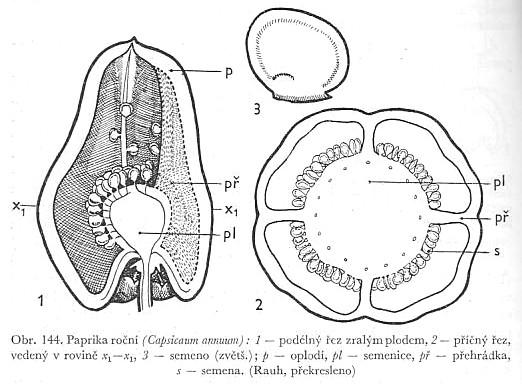 p
3
př
pl
x₁
x₁
př
pl
s
1
2
Obr. 144. Paprika roční (Capsicaum annuum) : 1 — podélný řez zralým plodem, 2 — příčný řez,
vedený v rovině x₁—x₁, 3 — semeno (zvětš.) ; p — oplodí, pl — semenice, př — přehrádka,
s — semena. (Rauh, překresleno)